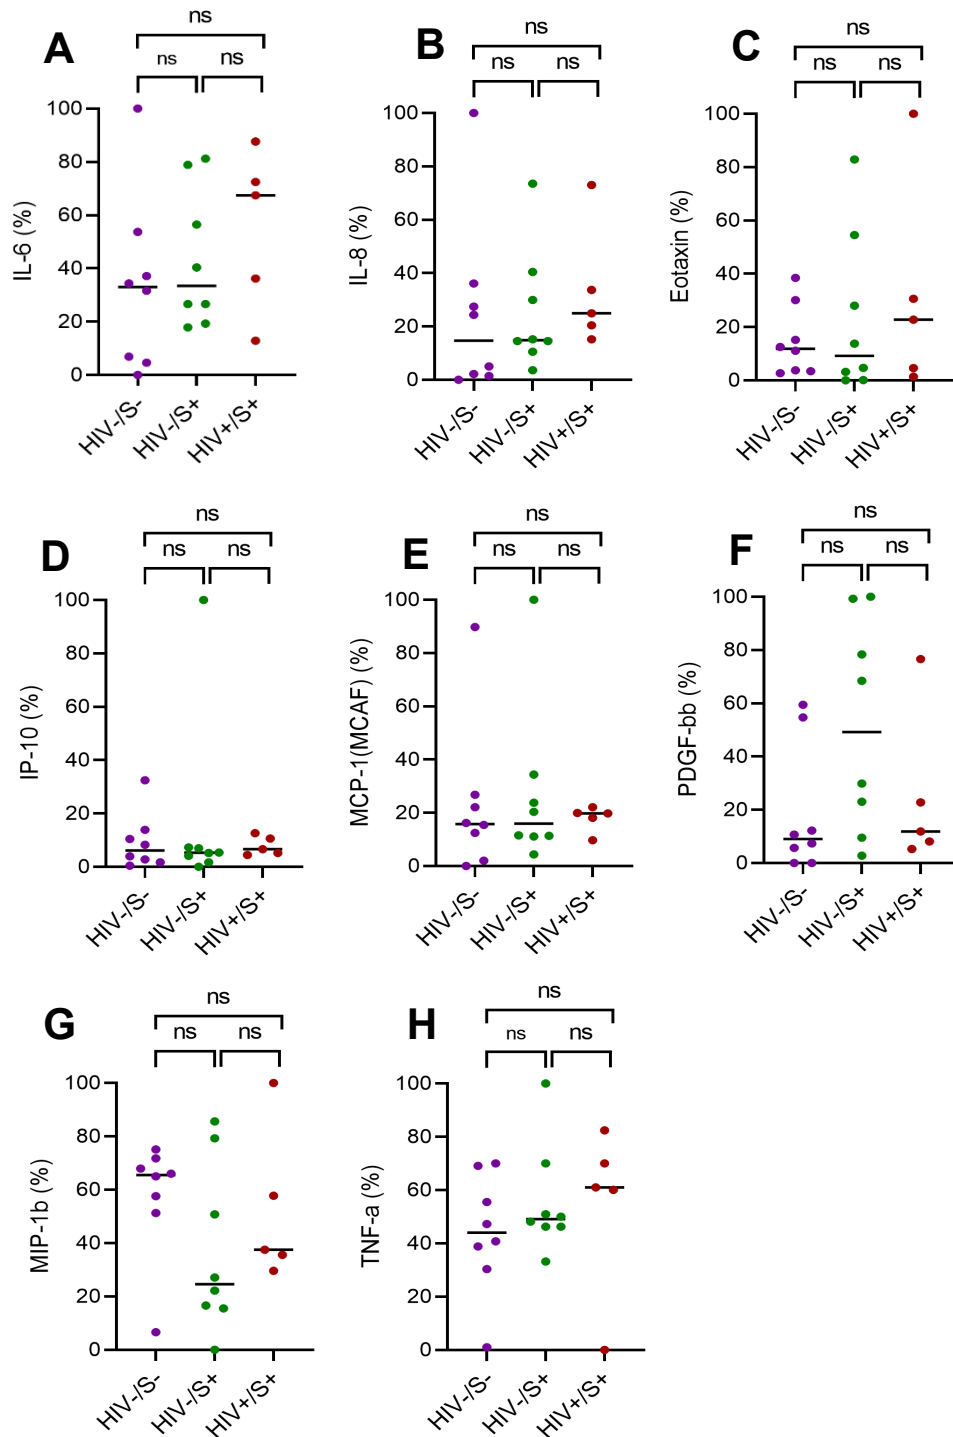 A
ns
ns
ns
IL-6 (%)
100
80
60
40
20
0
HIV-/S-
HIV-/S+
HIV+/S+
B
ns
ns
ns
IL-8 (%)
100
80
60
40
20
0
HIV-/S-
HIV-/S+
HIV+/S+
C
ns
ns
ns
Eotaxin (%)
100
80
60
40
20
0
HIV-/S-
HIV-/S+
HIV+/S+
D
ns
ns
ns
IP-10 (%)
100
80
60
40
20
0
HIV-/S-
HIV-/S+
HIV+/S+
E
ns
ns
ns
MCP-1(MCAF) (%)
100
80
60
40
20
0
HIV-/S-
HIV-/S+
HIV+/S+
F
ns
ns
ns
PDGF-bb (%)
100
80
60
40
20
0
HIV-/S-
HIV-/S+
HIV+/S+
G
ns
ns
ns
MIP-1b (%)
100
80
60
40
20
0
HIV-/S-
HIV-/S+
HIV+/S+
H
ns
ns
ns
TNF-a (%)
100
80
60
40
20
0
HIV-/S-
HIV-/S+
HIV+/S+